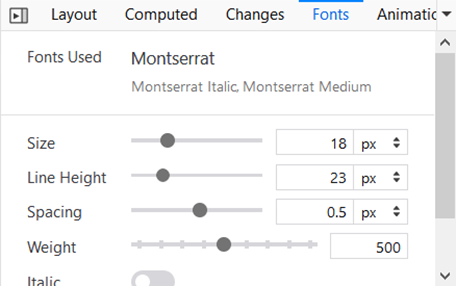 Layout Computed Changes Fonts Animatio
Fonts Used Montserrat
Montserrat Italic, Montserrat Medium
Size 18 px
Line Height 23 px
Spacing 0.5 px
Weight 500
Italic